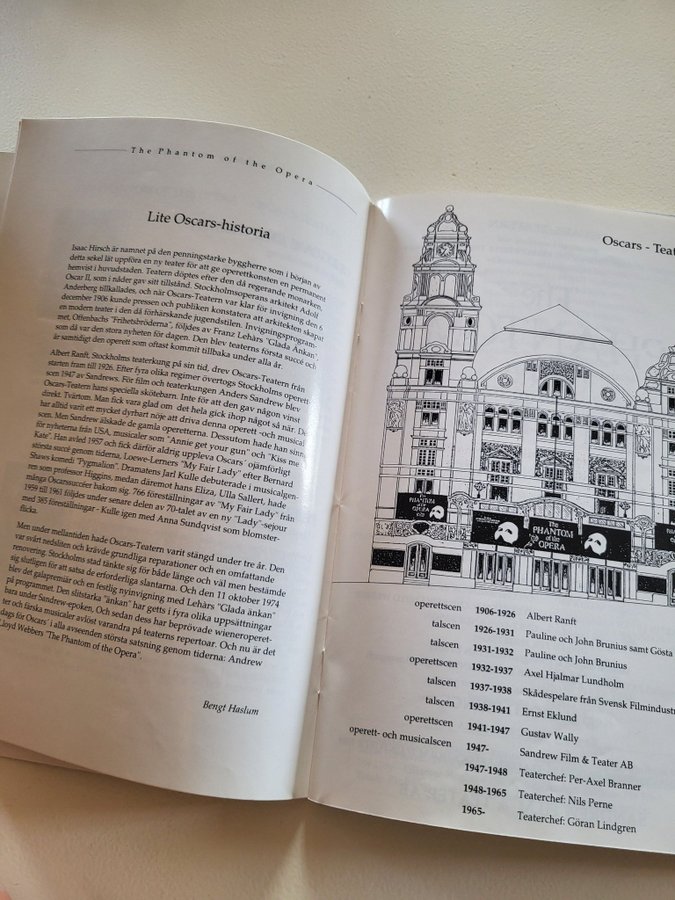 The Phantom of the Opera
Lite Oscars-historia
Isaac Hirsch är namnet på den penningstarke byggherre som i början av
detta sekel lät uppföra en ny teater för att ge operettkonsten en permanent
hemvist i huvudstaden. Teatern döptes efter den då regerande monarken,
Oscar II, som i nåder gav sitt tillstånd. Stockholmsoperans arkitekt Adolf
Anderberg tillkallades, och när Oscars-Teatern var klar för invigning den 6
december 1906 kunde pressen och publiken konstatera att arkitekten skapat
en modern teater i den då förhärskande jugendstilen. Invigningsprogram-
met, Offenbachs "Frihetsbröderna", följdes av Franz Lehàrs "Glada Änkan",
som då var den stora nyheten för dagen. Den blev teaterns första succé och
är samtidigt den operett som oftast kommit tillbaka under alla år.
Albert Ranft, Stockholms teaterkung på sin tid, drev Oscars-Teatern från
starten fram till 1926. Efter fyra olika regimer övertogs Stockholms operett-
scen 1947 av Sandrews. För film och teaterkungen Anders Sandrew blev
Oscars-Teatern hans speciella skötebarn. Inte för att den gav någon vinst
direkt. Tvärtom. Man fick vara glad om det hela gick ihop något så när. Det
har alltid varit ett mycket dyrbart nöje att driva denna operett -och musical-
scen. Men Sandrew älskade de gamla operetterna. Dessutom hade han sinne
för nyheterna från USA, musicaler som "Annie get your gun" och "Kiss me
Kate". Han avled 1957 och fick därför aldrig uppleva Oscars' ojämförligt
största succé genom tiderna, Loewe-Lerners "My Fair Lady" efter Bernard
Shaws komedi "Pygmalion". Dramatens Jarl Kulle debuterade i musicalgen-
ren som professor Higgins, medan däremot hans Eliza, Ulla Sallert, hade
många Oscarssuccéer bakom sig. 766 föreställningar av "My Fair Lady" från
1959 till 1961 följdes under senare delen av 70-talet av en ny "Lady"-sejour
med 385 föreställningar - Kulle igen med Anna Sundqvist som blomster-
flicka.
Men under mellantiden hade Oscars-Teatern varit stängd under tre år. Den
var svårt nedsliten och krävde grundliga reparationer och en omfattande
renovering. Stockholms stad tänkte sig för både länge och väl men bestämde
sig slutligen för att satsa de erforderliga slantarna. Och den 11 oktober 1974
blev det galapremiär och en festlig nyinvigning med Lehàrs "Glada änkan"
på programmet. Den slitstarka "änkan" har getts i fyra olika uppsättningar
bara under Sandrew-epoken, Och sedan dess har beprövade wieneroperet-
ter och färska musicaler avlöst varandra på teaterns repertoar. Och nu är det
dags för Oscars' i alla avseenden största satsning genom tiderna: Andrew
Lloyd Webbers "The Phantom of the Opera".
Bengt Haslum
Oscars - Teat
The
PHANTOM
of the
OPERA
The
PHANTOM
of the
OPERA
operettscen 1906-1926 Albert Ranft
talscen 1926-1931 Pauline och John Brunius samt Gösta
talscen 1931-1932 Pauline och John Brunius
operettscen 1932-1937 Axel Hjalmar Lundholm
talscen 1937-1938 Skådespelare från Svensk Filmindustri
talscen 1938-1941 Ernst Eklund
operettscen 1941-1947 Gustav Wally
operett- och musicalscen 1947- Sandrew Film & Teater AB
1947-1948 Teaterchef: Per-Axel Branner
1948-1965 Teaterchef: Nils Perne
1965- Teaterchef: Göran Lindgren